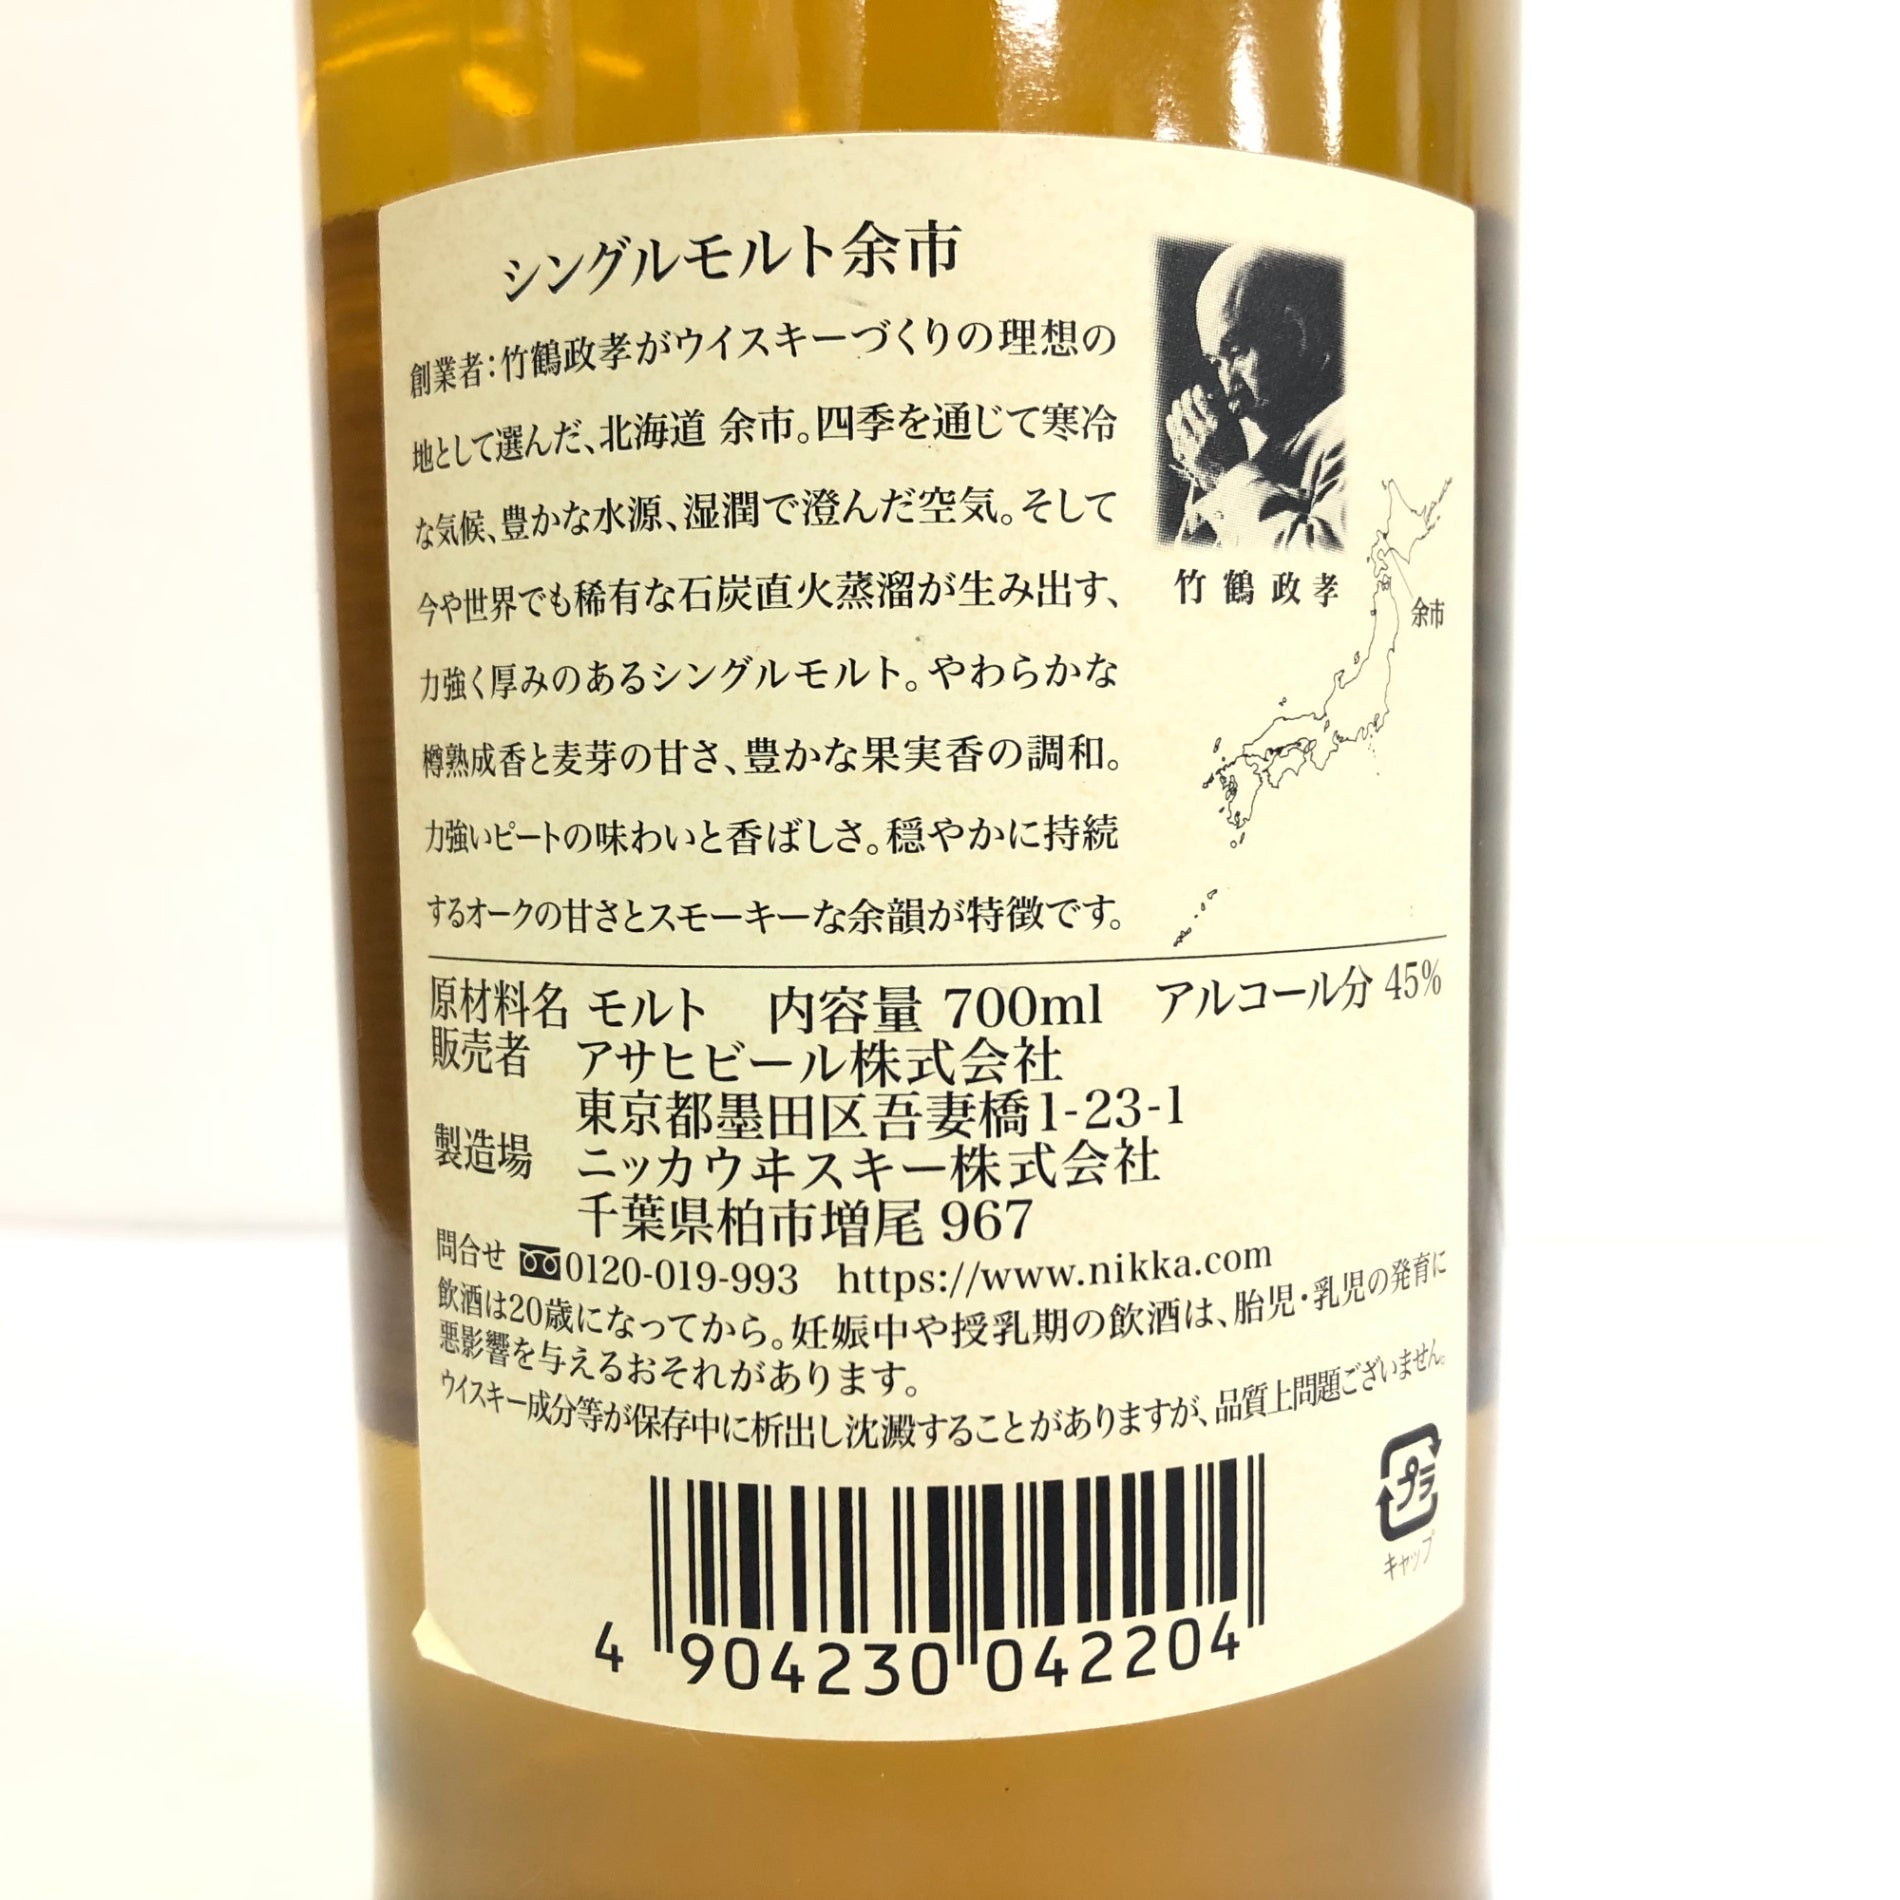 シングルモルト余市
創業者:竹鶴政孝がウイスキーづくりの理想の
地として選んだ、北海道 余市。四季を通じて寒冷
な気候、豊かな水源、湿潤で澄んだ空気。そして
今や世界でも稀有な石炭直火蒸溜が生み出す、
力強く厚みのあるシングルモルト。やわらかな
樽熟成香と麦芽の甘さ、豊かな果実香の調和。
力強いピートの味わいと香ばしさ。穏やかに持続
するオークの甘さとスモーキーな余韻が特徴です。
竹鶴政孝
余市
原材料名 モルト 内容量 700ml アルコール分 45%
販売者 アサヒビール株式会社
東京都墨田区吾妻橋1-23-1
製造場 ニッカウヰスキー株式会社
千葉県柏市増尾 967
問合せ 0120-019-993 https://www.nikka.com
飲酒は20歳になってから。妊娠中や授乳期の飲酒は、胎児・乳児の発育に
悪影響を与えるおそれがあります。
ウイスキー成分等が保存中に析出し沈澱することがありますが、品質上問題ございません。
プラ
キャップ
4 904230 042204